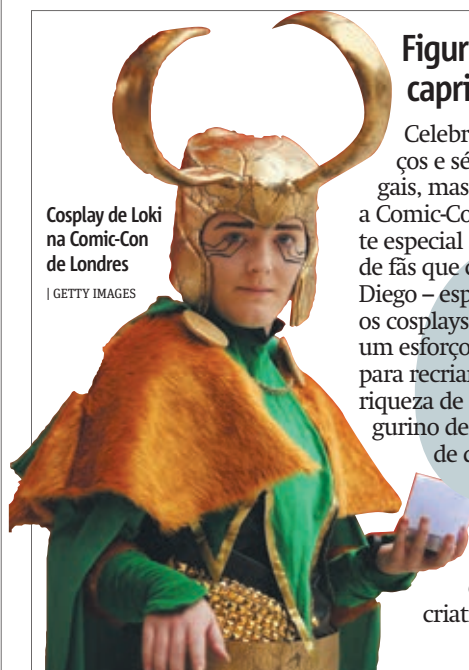 Cosplay de Loki
na Comic-Con
de Londres
| GETTY IMAGES
Figur
capri
Celebr
ços e sé
gais, mas
a Comic-Co
te especial
de fãs que
Diego – esp
os cosplays
um esforço
para recriar
riqueza de
gurino de
de
criati